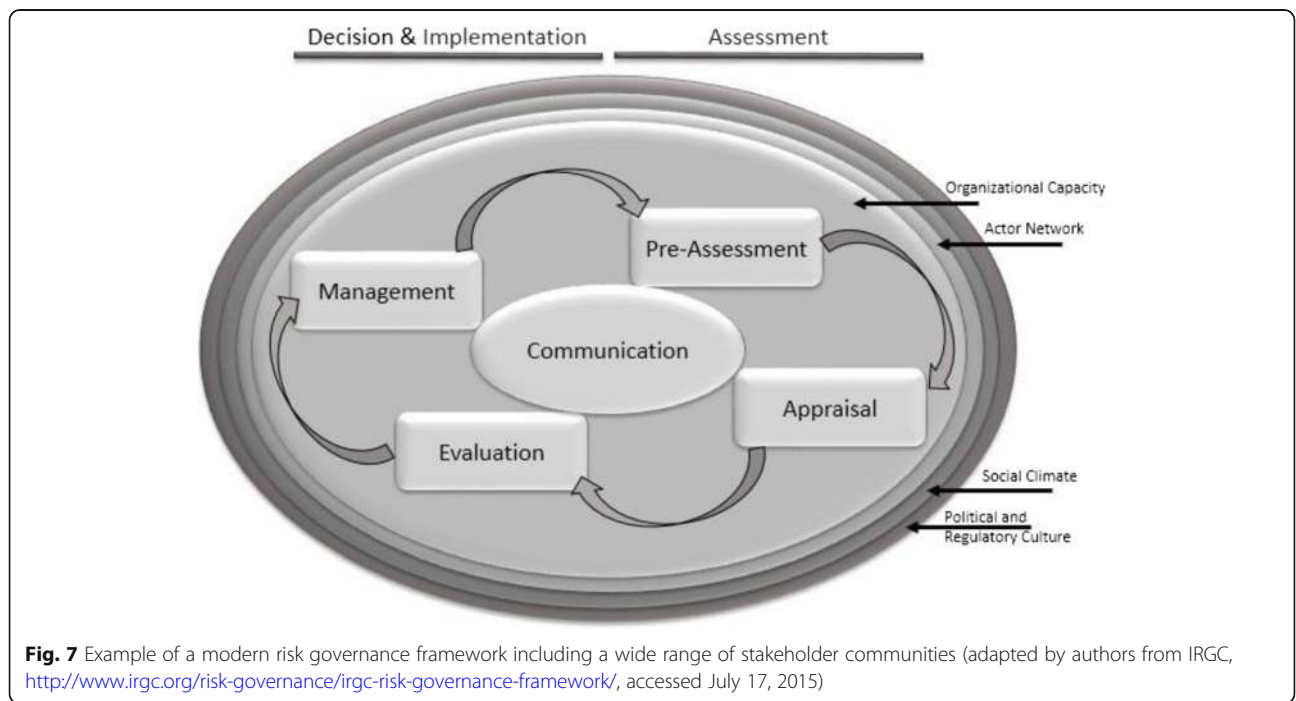 Decision & Implementation
Assessment
Organizational Capacity
Actor Network
Pre-Assessment
Management
Communication
Appraisal
Evaluation
Social Climate
Political and
Regulatory Culture
Fig. 7 Example of a modern risk governance framework including a wide range of stakeholder communities (adapted by authors from IRGC,
http://www.irgc.org/risk-governance/irgc-risk-governance-framework/, accessed July 17, 2015)